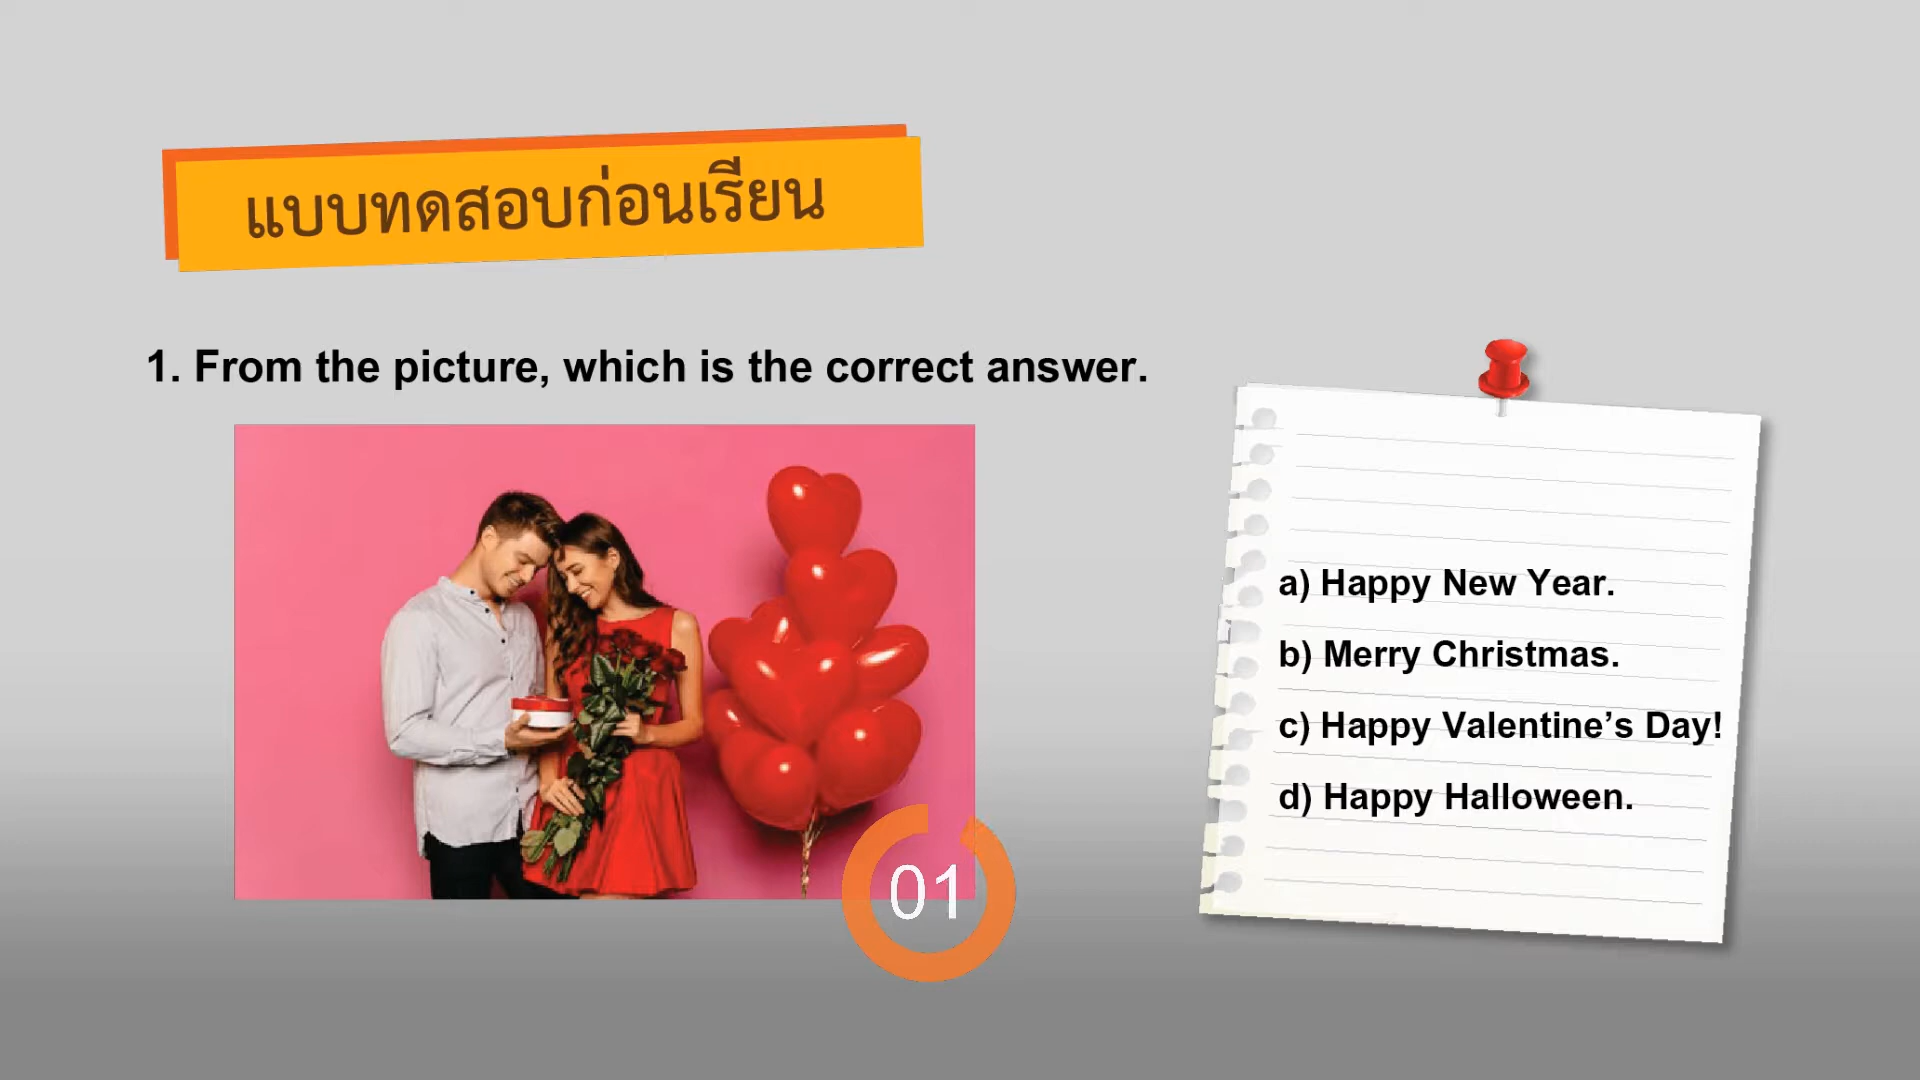 แบบทดสอบก่อนเรียน
1. From the picture, which is the correct answer.
a) Happy New Year.
b) Merry Christmas.
c) Happy Valentine’s Day!
d) Happy Halloween.
01